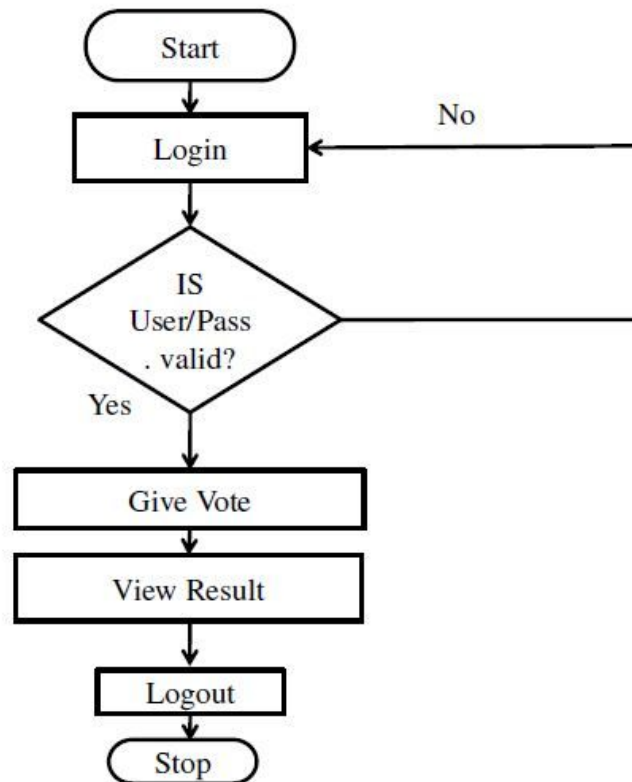 Start
No
Login
IS
User/Pass
. valid?
Yes
Give Vote
View Result
Logout
Stop